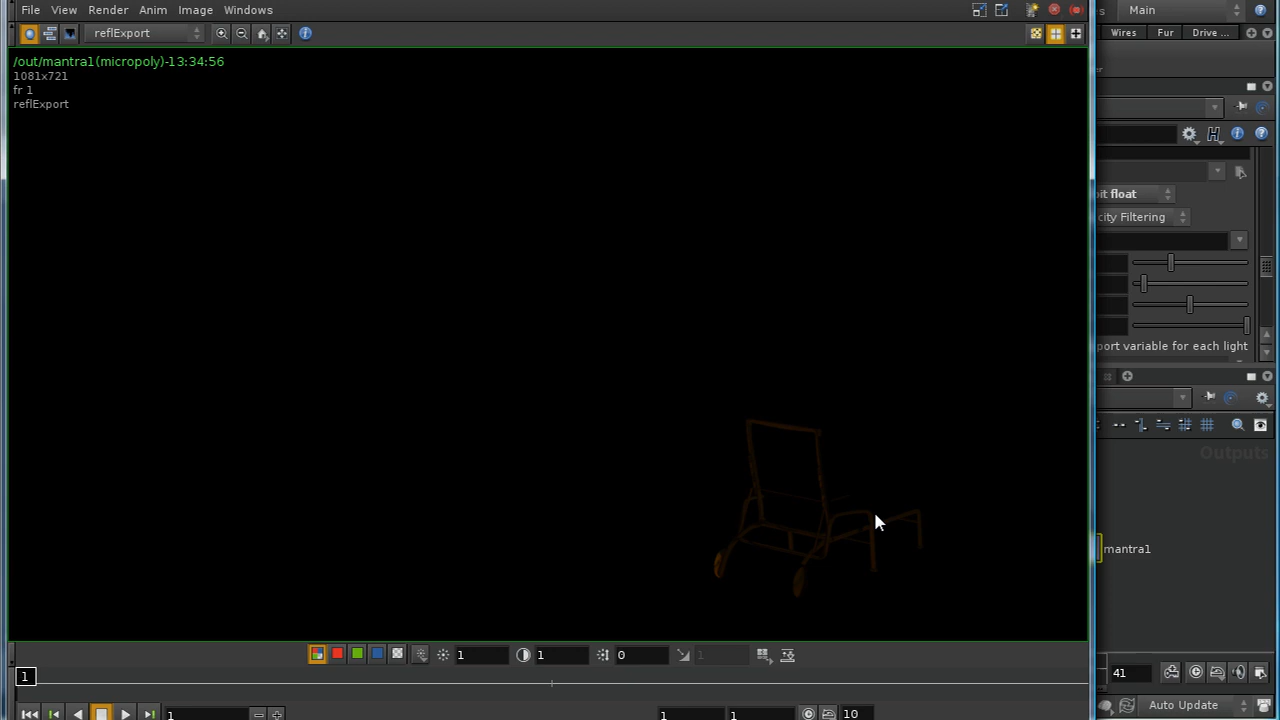 File View Render Anim Image Windows
Main
reflExport
Wires Fur Drive ...
/out/mantra1(micropoly)-13:34:56
1081x721
fr 1
reflExport
float
city Filtering
port variable for each light
Outputs
mantra1
1 1 0 1
1
41
1 1 1 10
Auto Update